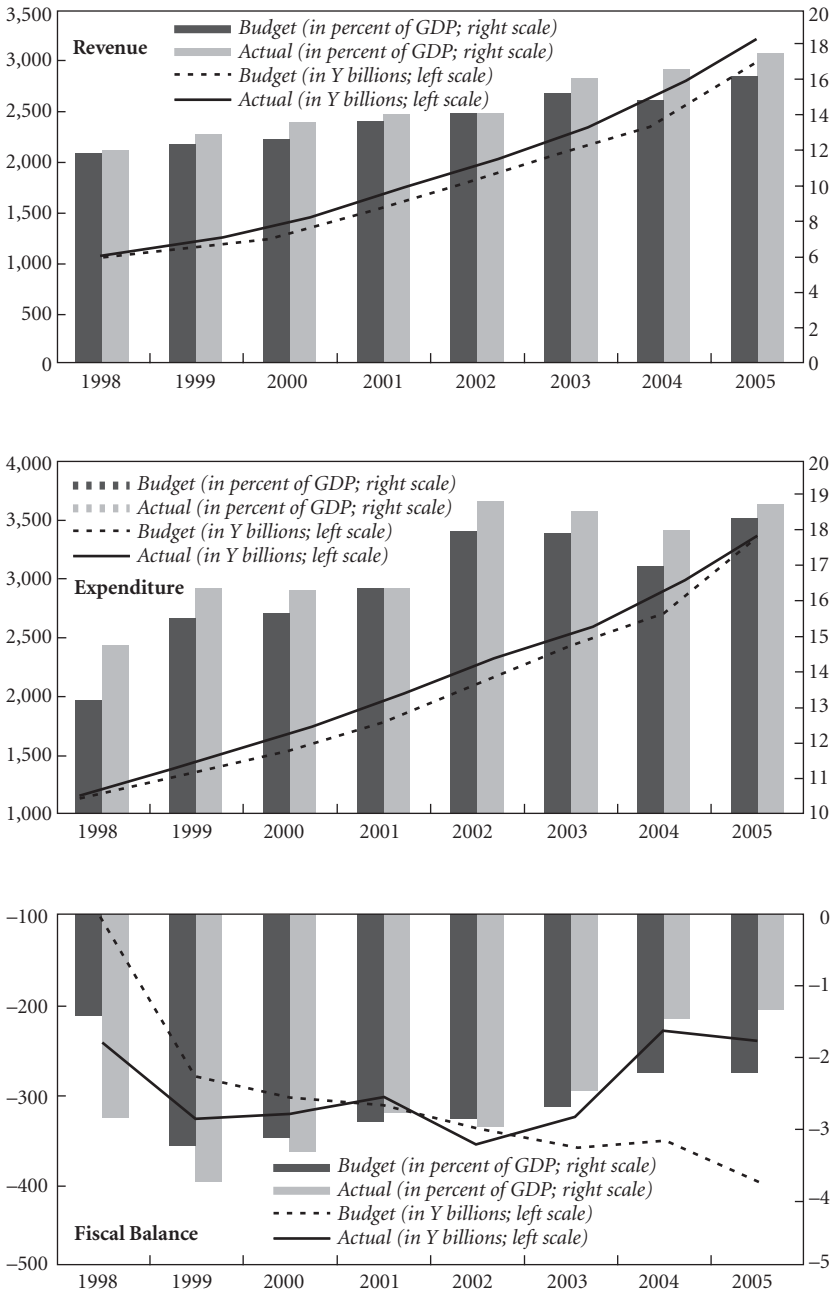 Revenue
Budget (in percent of GDP; right scale)
Actual (in percent of GDP; right scale)
Budget (in Y billions; left scale)
Actual (in Y billions; left scale)
3,500
3,000
2,500
2,000
1,500
1,000
500
0
20
18
16
14
12
10
8
6
4
2
0
1998 1999 2000 2001 2002 2003 2004 2005
Budget (in percent of GDP; right scale)
Actual (in percent of GDP; right scale)
Budget (in Y billions; left scale)
Actual (in Y billions; left scale)
Expenditure
4,000
3,500
3,000
2,500
2,000
1,500
1,000
20
19
18
17
16
15
14
13
12
11
10
1998 1999 2000 2001 2002 2003 2004 2005
–100
–200
–300
–400
–500
0
–1
–2
–3
–4
–5
Budget (in percent of GDP; right scale)
Actual (in percent of GDP; right scale)
Budget (in Y billions; left scale)
Actual (in Y billions; left scale)
Fiscal Balance
1998 1999 2000 2001 2002 2003 2004 2005